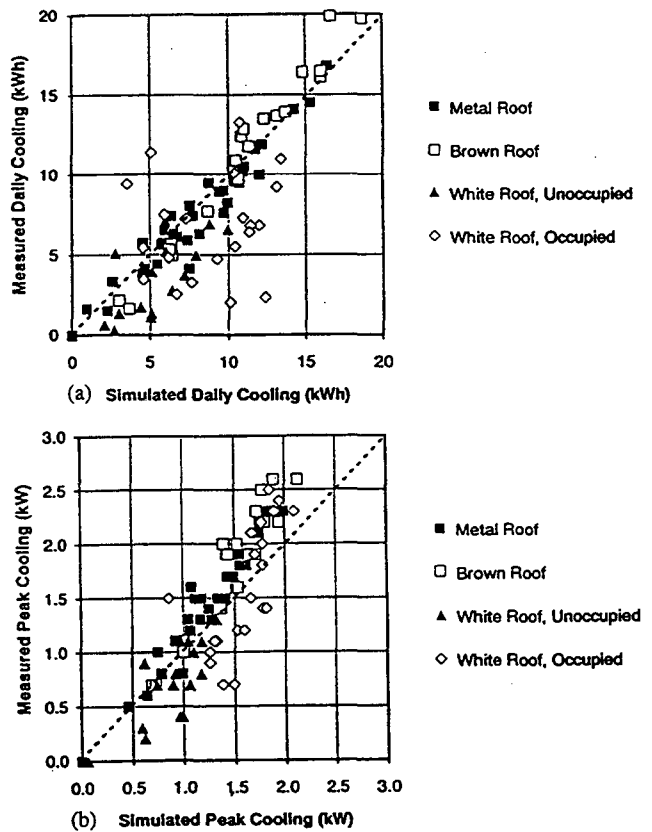 20
15
10
5
0
Measured Daily Cooling (kWh)
0 5 10 15 20
(a) Simulated Daily Cooling (kWh)
Metal Roof
Brown Roof
White Roof, Unoccupied
White Roof, Occupied
3.0
2.5
2.0
1.5
1.0
0.5
0.0
Measured Peak Cooling (kW)
0.0 0.5 1.0 1.5 2.0 2.5 3.0
(b) Simulated Peak Cooling (kW)
Metal Roof
Brown Roof
White Roof, Unoccupied
White Roof, Occupied